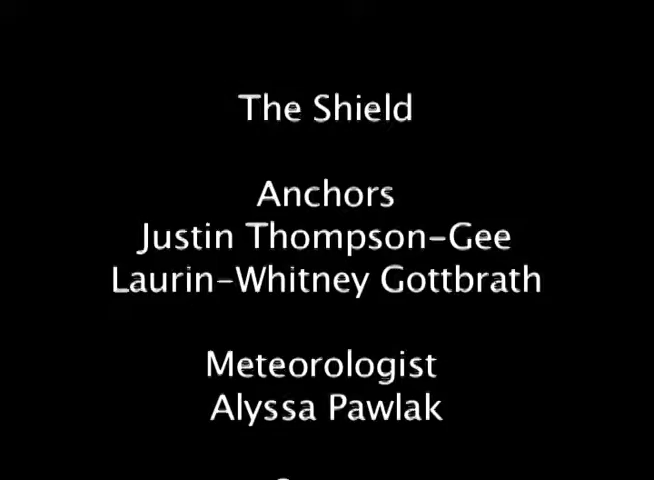 The Shield
Anchors
Justin Thompson-Gee
Laurin-Whitney Gottbrath
Meteorologist
Alyssa Pawlak